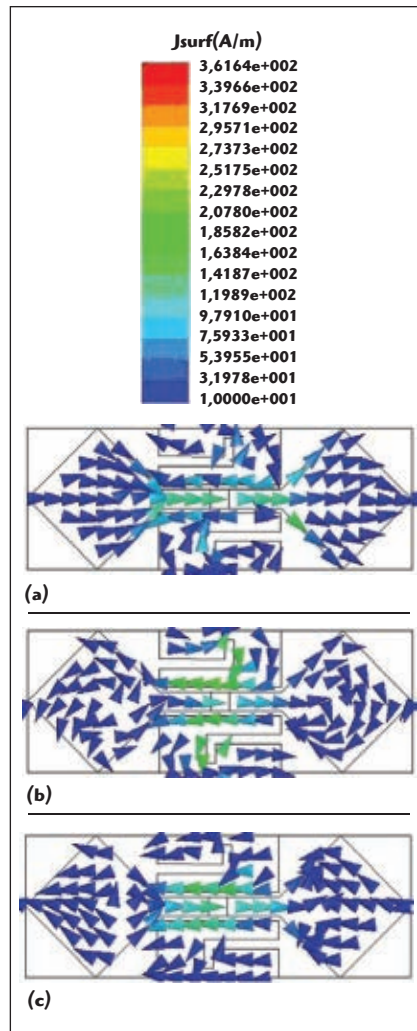 Jsurf(A/m)
3,6164e+002
3,3966e+002
3,1769e+002
2,9571e+002
2,7373e+002
2,5175e+002
2,2978e+002
2,0780e+002
1,8582e+002
1,6384e+002
1,4187e+002
1,1989e+002
9,7910e+001
7,5933e+001
5,3955e+001
3,1978e+001
1,0000e+001
(a)
(b)
(c)